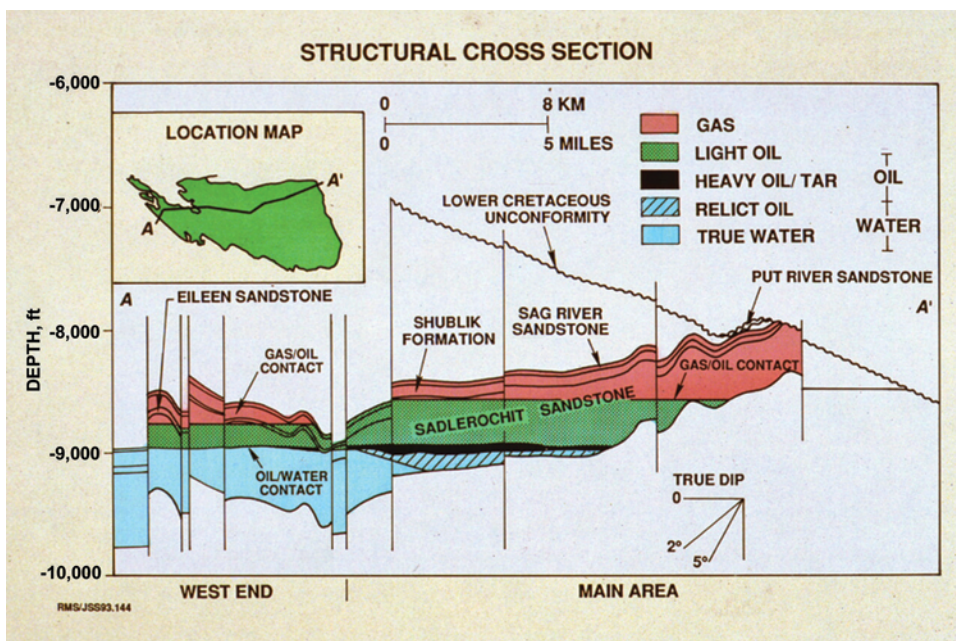 STRUCTURAL CROSS SECTION
-6,000
-7,000
-8,000
-9,000
-10,000
DEPTH, ft
LOCATION MAP
A'
A
0
8 KM
0
5 MILES
GAS
LIGHT OIL
HEAVY OIL/ TAR
RELICT OIL
TRUE WATER
OIL
WATER
LOWER CRETACEOUS
UNCONFORMITY
PUT RIVER SANDSTONE
A
A'
EILEEN SANDSTONE
GAS/OIL
CONTACT
SHUBLIK
FORMATION
SAG RIVER
SANDSTONE
GAS/OIL CONTACT
SADLEROCHIT SANDSTONE
OIL/WATER
CONTACT
TRUE DIP
0
2°
5°
WEST END
MAIN AREA
RMS/JSS93.144